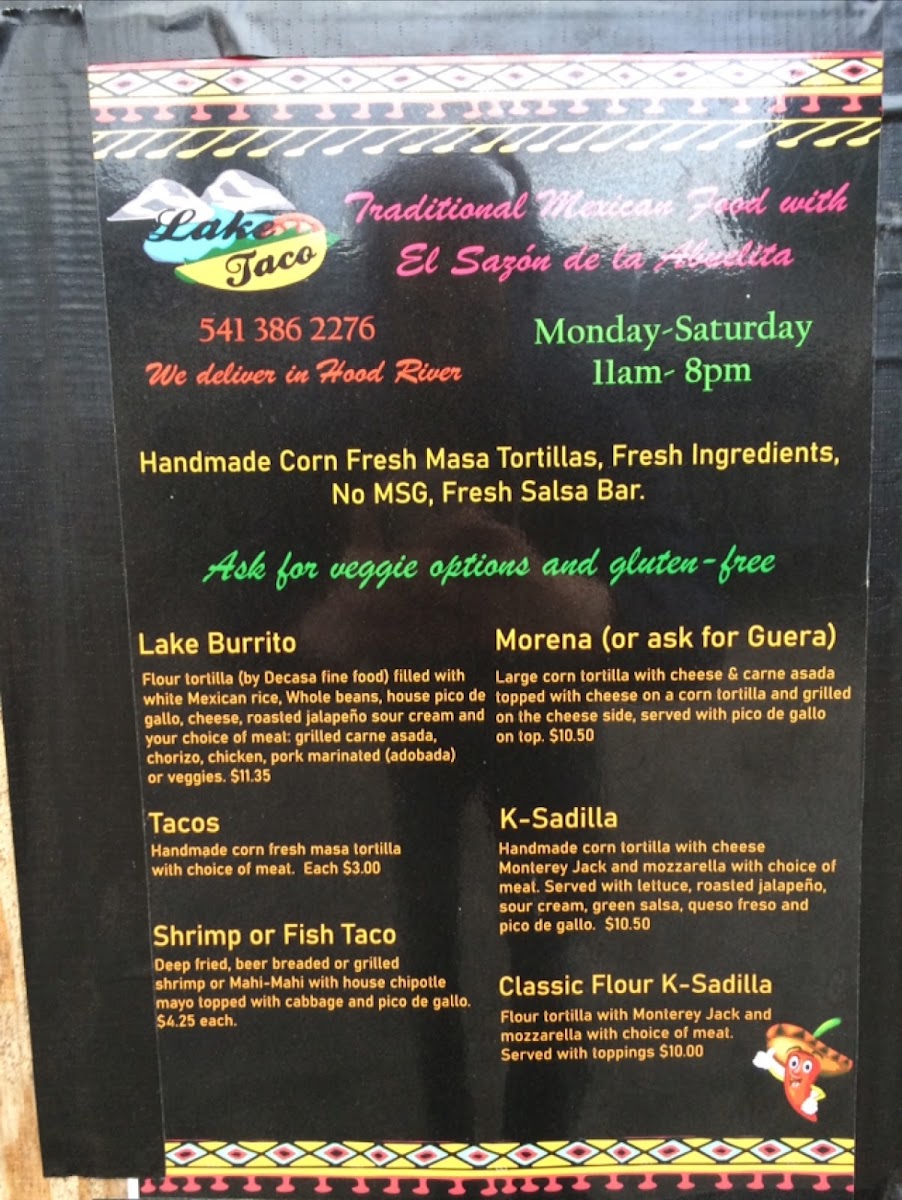 Lake
Taco
Traditional Mexican Food with
El Sazón de la Abuelita
541 386 2276
We deliver in Hood River
Monday-Saturday
11am- 8pm
Handmade Corn Fresh Masa Tortillas, Fresh Ingredients,
No MSG, Fresh Salsa Bar.
Ask for veggie options and gluten-free
Lake Burrito
Flour tortilla (by Decasa fine food) filled with
white Mexican rice, Whole beans, house pico de
gallo, cheese, roasted jalapeño sour cream and
your choice of meat: grilled carne asada,
chorizo, chicken, pork marinated (adobada)
or veggies. $11.35
Tacos
Handmade corn fresh masa tortilla
with choice of meat. Each $3.00
Shrimp or Fish Taco
Deep fried, beer breaded or grilled
shrimp or Mahi-Mahi with house chipotle
mayo topped with cabbage and pico de gallo.
$4.25 each.
Morena (or ask for Guera)
Large corn tortilla with cheese & carne asada
topped with cheese on a corn tortilla and grilled
on the cheese side, served with pico de gallo
on top. $10.50
K-Sadilla
Handmade corn tortilla with cheese
Monterey Jack and mozzarella with choice of
meat. Served with lettuce, roasted jalapeño,
sour cream, green salsa, queso freso and
pico de gallo. $10.50
Classic Flour K-Sadilla
Flour tortilla with Monterey Jack and
mozzarella with choice of meat.
Served with toppings $10.00